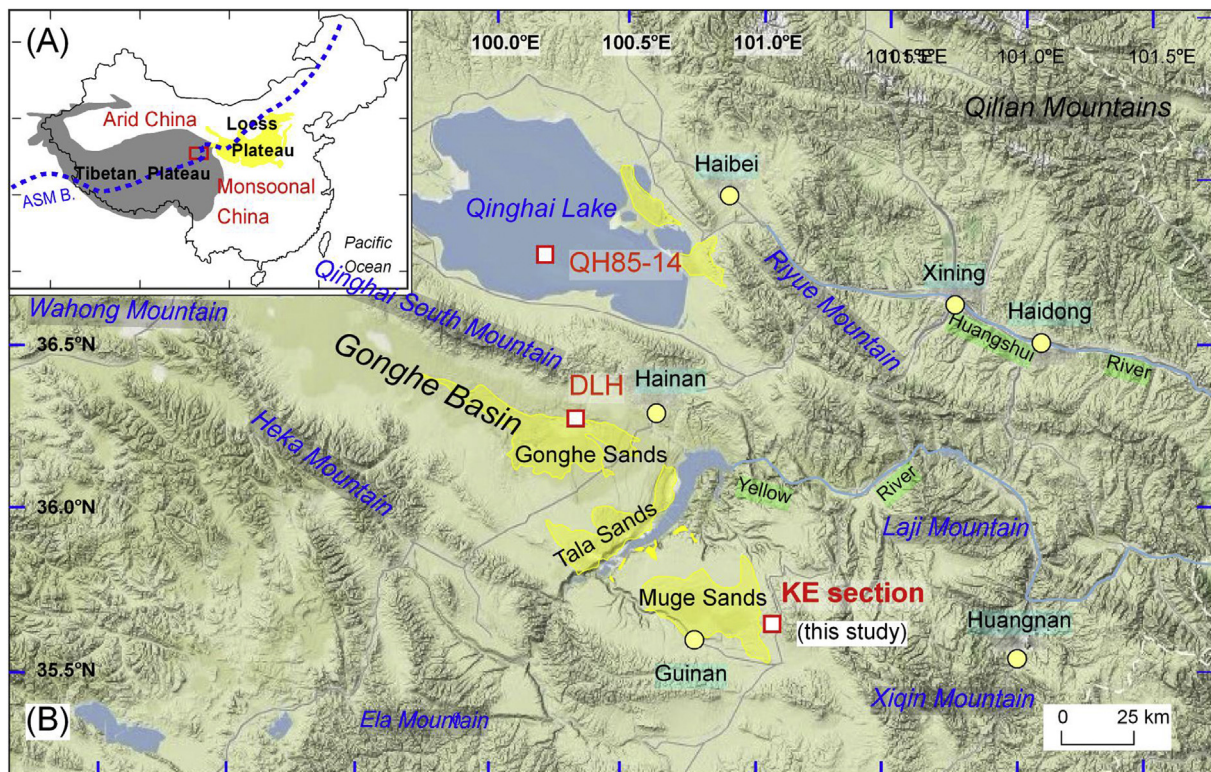 (A)
100.0°E
100.5°E
101.0°E
101.0°E
101.5°E
Qilian Mountains
Arid China
Loess
Plateau
Tibetan Plateau
ASM B.
Monsoonal
China
Pacific
Ocean
Haibei
Qinghai Lake
QH85-14
Riyue Mountain
Xining
Haidong
Huangshui
River
Qinghai South Mountain
Wahong Mountain
36.5°N
Gonghe Basin
DLH
Hainan
Gonghe Sands
Heka Mountain
36.0°N
Yellow
River
Tala Sands
Laji Mountain
Muge Sands
KE section
(this study)
Huangnan
Guinan
35.5°N
Xiqin Mountain
Ela Mountain
(B)
0 25 km